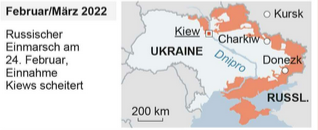 Februar/März 2022
Russischer
Einmarsch am
24. Februar,
Einnahme
Kiews scheitert
Kursk
Kiew
Charkiw
UKRAINE
Dnipro
Donezk
RUSSL.
200 km